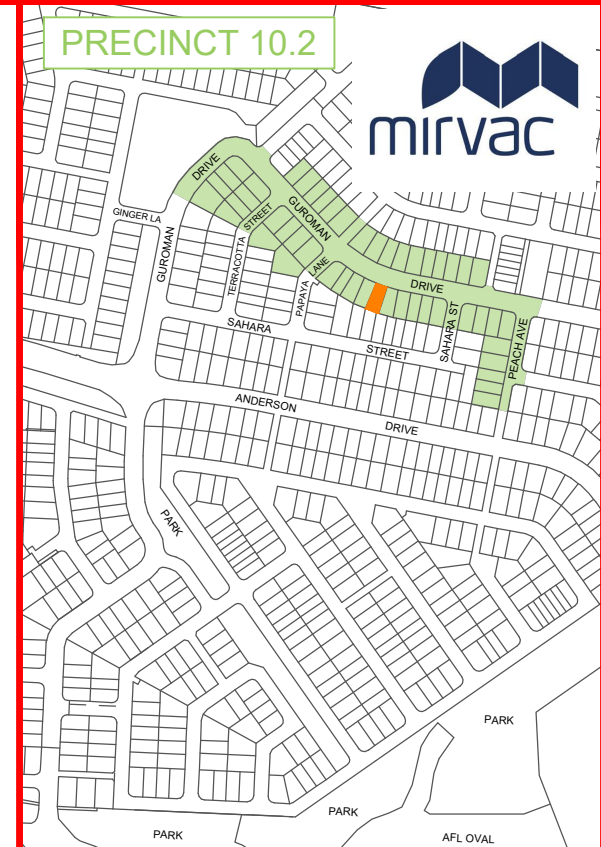 PRECINCT 10.2
mirvac
DRIVE
GINGER LA
STREET
GUROMAN
GUROMAN
TERRACOTTA
LANE
PAPAYA
DRIVE
SAHARA
STREET
SAHARA ST
PEACH AVE
ANDERSON
DRIVE
PARK
PARK
PARK
PARK
AFL OVAL